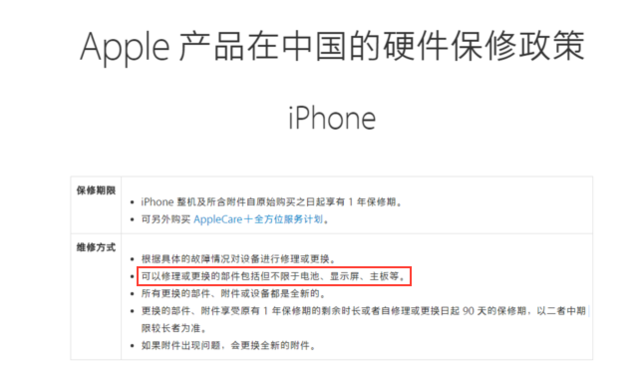 Apple 产品在中国的硬件保修政策
iPhone
保修期限
iPhone 整机及所含附件自原始购买之日起享有 1 年保修期。
可另外购买 AppleCare+全方位服务计划。
维修方式
根据具体的故障情况对设备进行修理或更换。
可以修理或更换的部件包括但不限于电池、显示屏、主板等。
所有更换的部件、附件或设备都是全新的。
更换的部件、附件享受原有 1 年保修期的剩余时长或者自修理或更换日起 90 天的保修期，以二者中期
限较长者为准。
如果附件出现问题，会更换全新的附件。